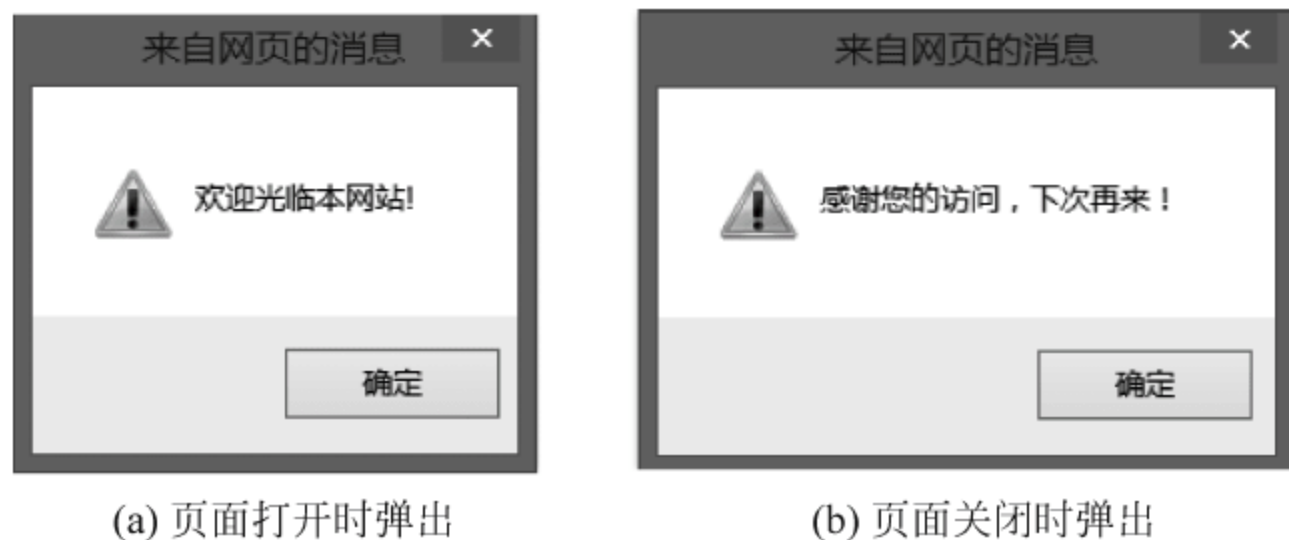 来自网页的消息 ×
欢迎光临本网站!
确定
(a) 页面打开时弹出
来自网页的消息 ×
感谢您的访问，下次再来！
确定
(b) 页面关闭时弹出